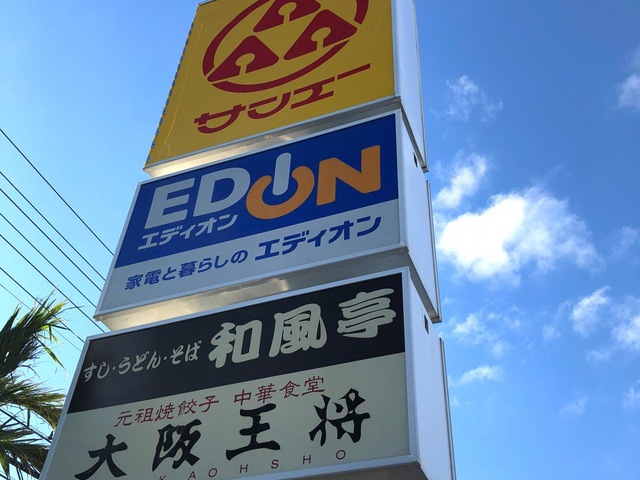 サンエー
EDION
エディオン
家電と暮らしの エディオン
すし・うどん・そば 和風亭
元祖焼餃子 中華食堂
大阪王将
KAOHSHO